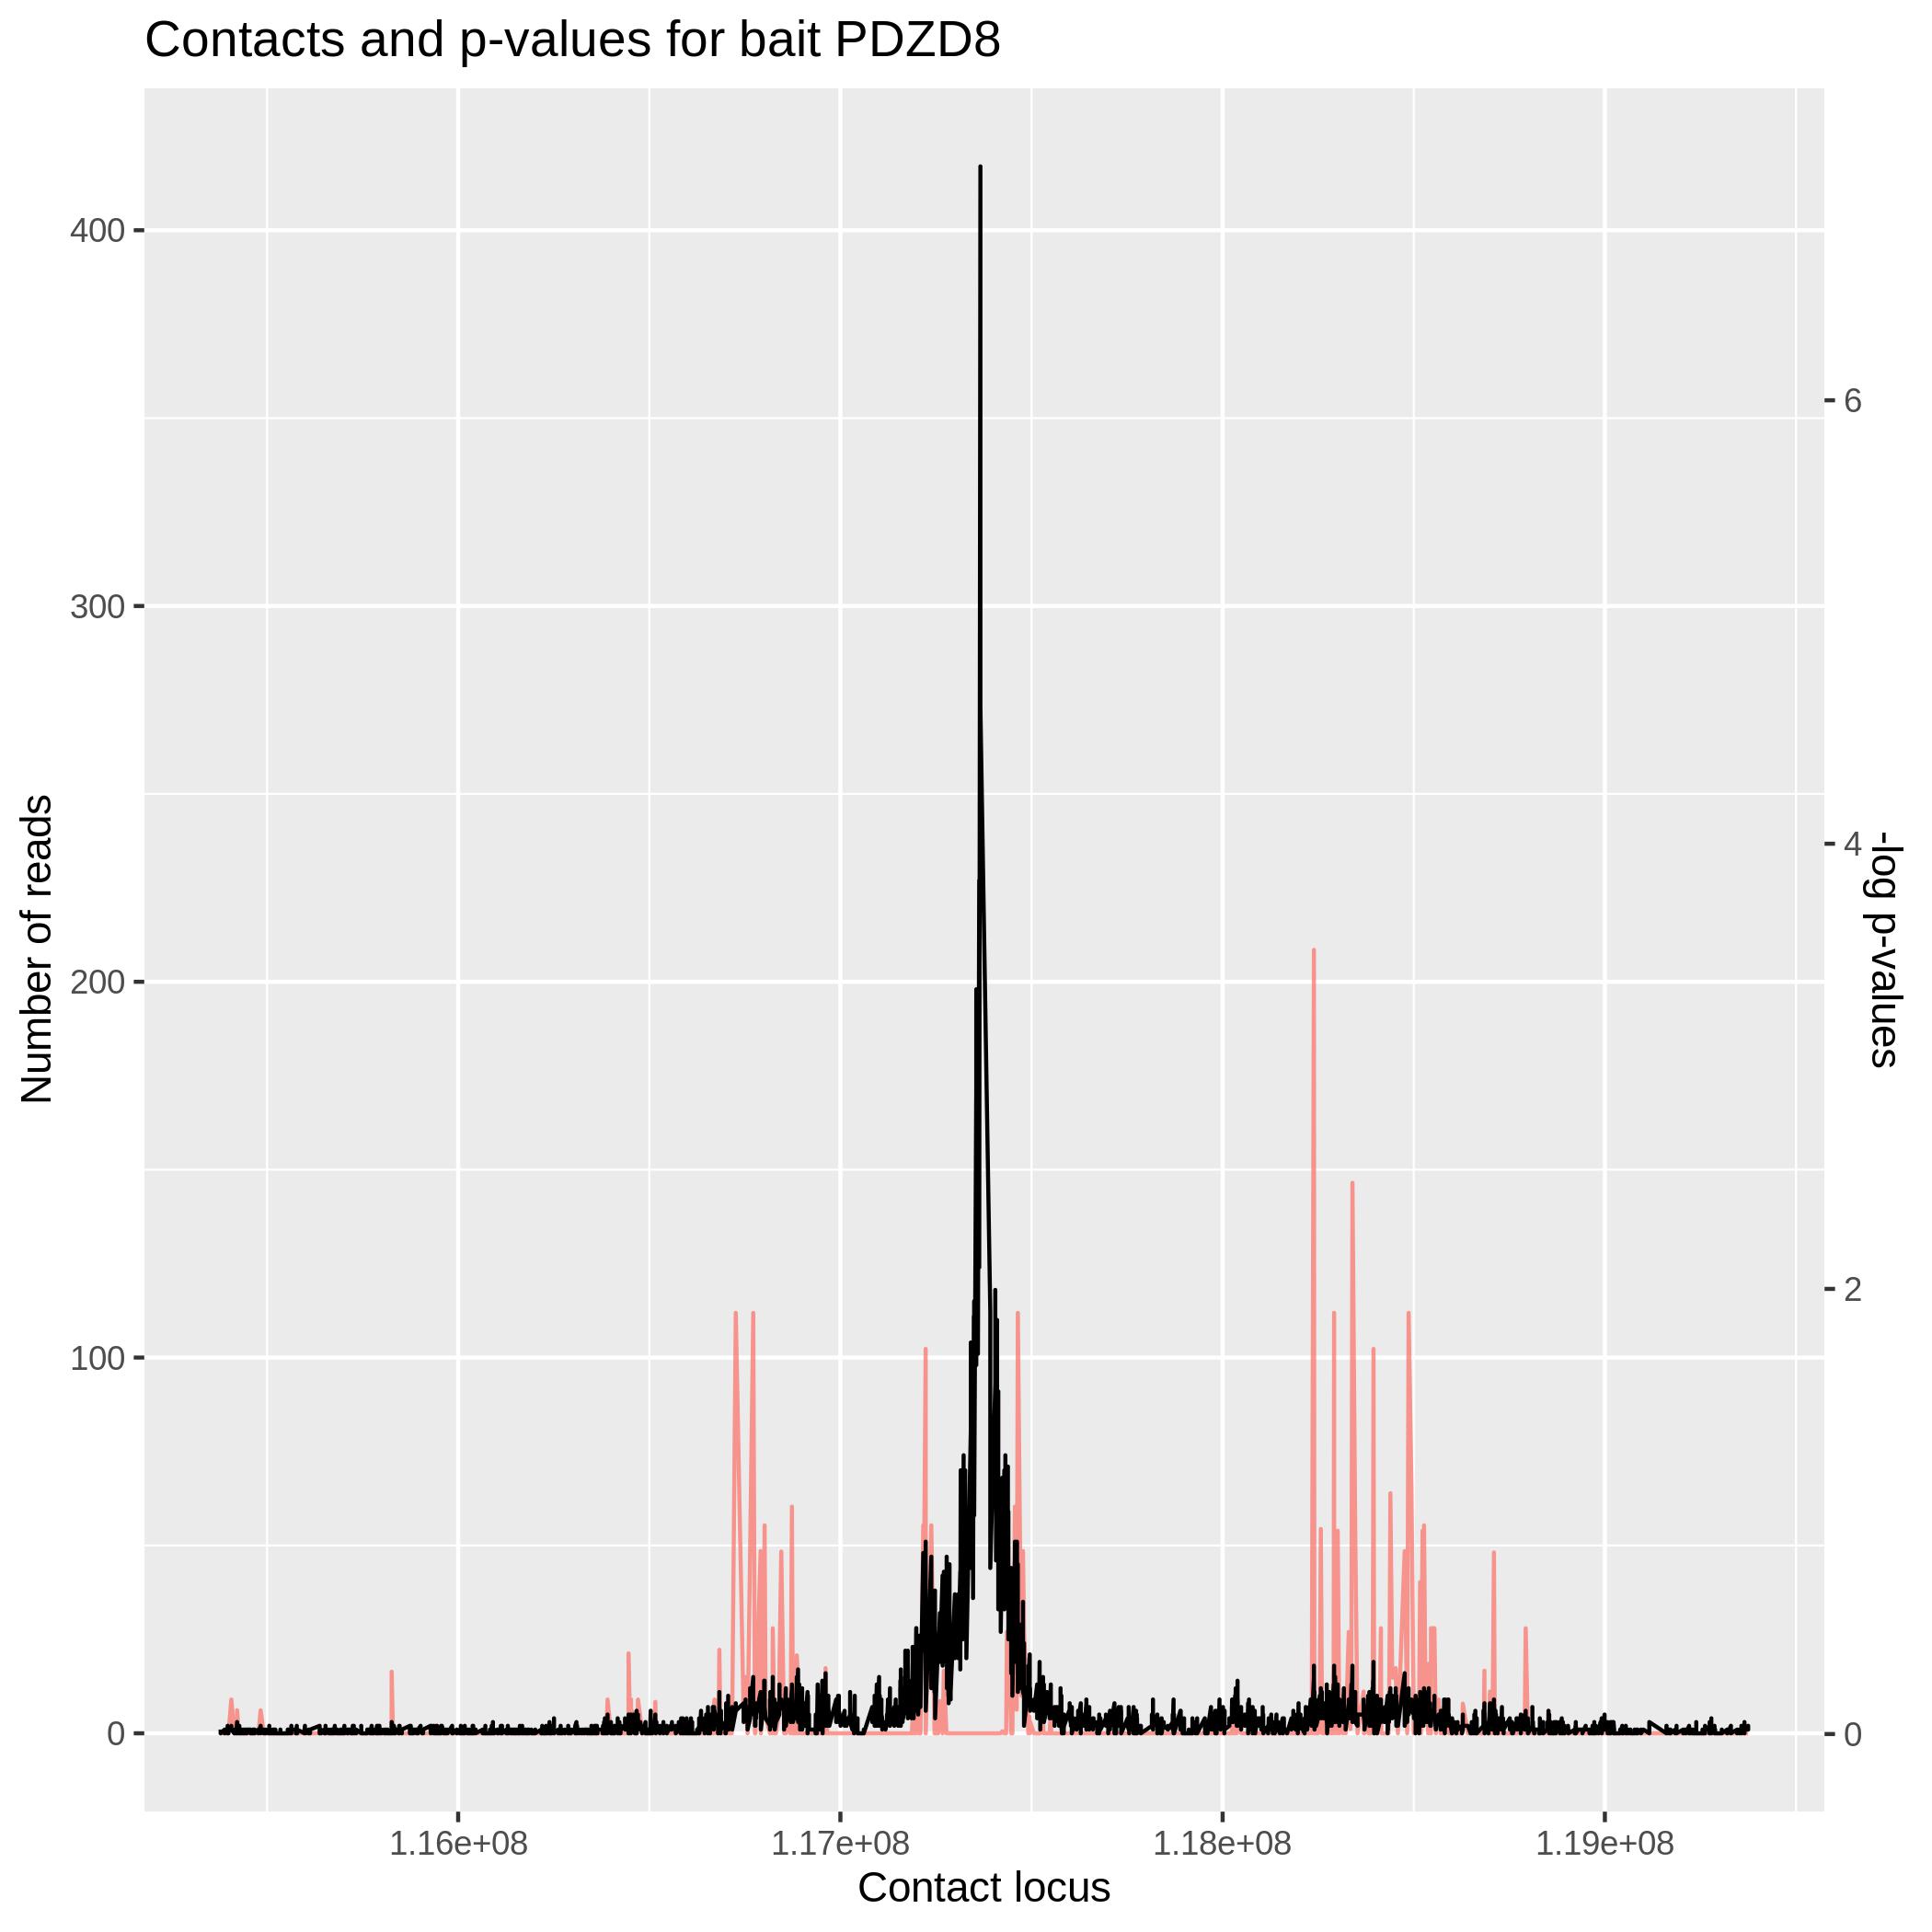 Contacts and p-values for bait PDZD8
Number of reads
400
300
200
100
0
6
4
2
0
-log p-values
1.16e+08
1.17e+08
1.18e+08
1.19e+08
Contact locus